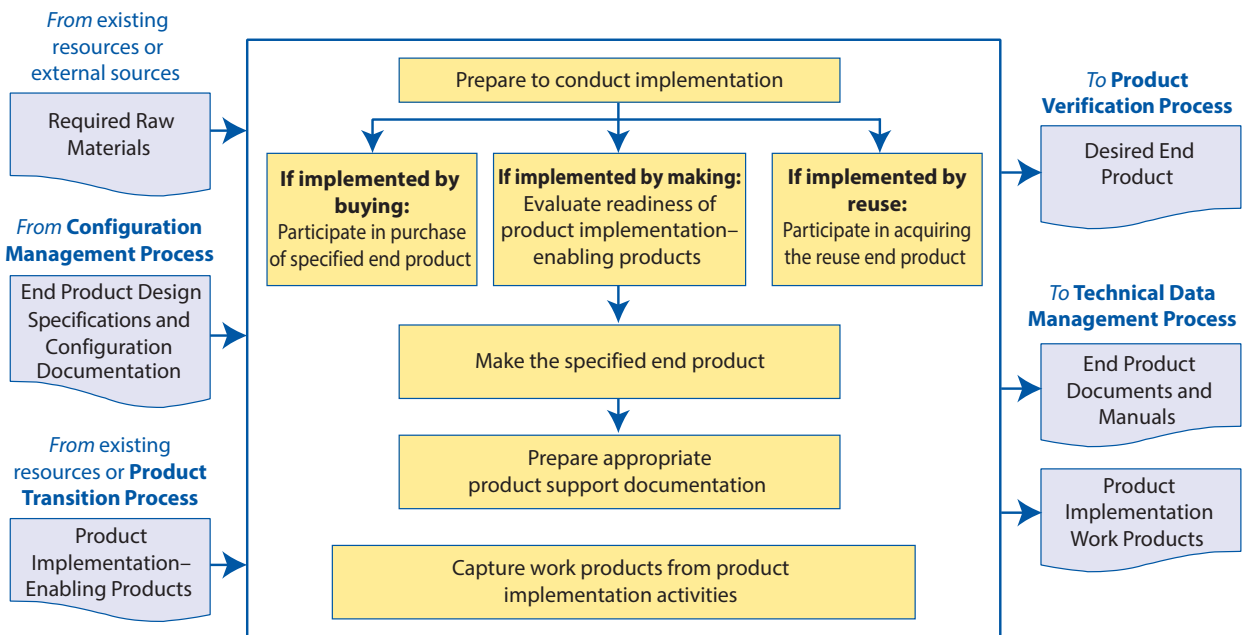 From existing
resources or
external sources
Required Raw
Materials
From Configuration
Management Process
End Product Design
Specifications and
Configuration
Documentation
From existing
resources or Product
Transition Process
Product
Implementation–
Enabling Products
Prepare to conduct implementation
If implemented by
buying:
Participate in purchase
of specified end product
If implemented by making:
Evaluate readiness of
product implementation–
enabling products
If implemented by
reuse:
Participate in acquiring
the reuse end product
Make the specified end product
Prepare appropriate
product support documentation
Capture work products from product
implementation activities
To Product
Verification Process
Desired End
Product
To Technical Data
Management Process
End Product
Documents and
Manuals
Product
Implementation
Work Products